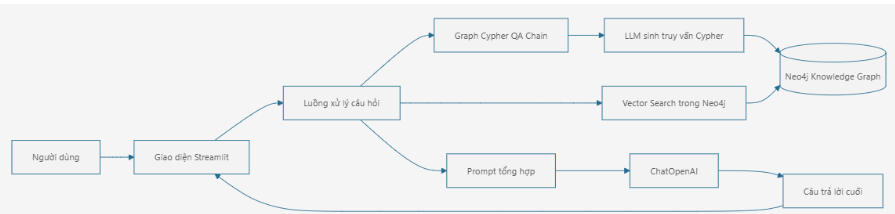 Graph Cypher QA Chain
LLM sinh truy vấn Cypher
Neo4j Knowledge Graph
Luồng xử lý câu hỏi
Vector Search trong Neo4j
Người dùng
Giao diện Streamlit
Prompt tổng hợp
ChatOpenAI
Câu trả lời cuối